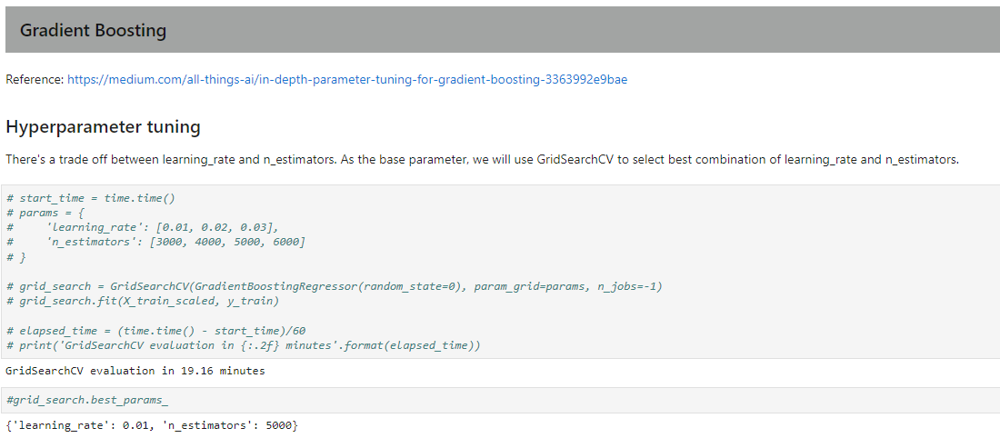 Gradient Boosting
Reference: https://medium.com/all-things-ai/in-depth-parameter-tuning-for-gradient-boosting-3363992e9bae
Hyperparameter tuning
There's a trade off between learning_rate and n_estimators. As the base parameter, we will use GridSearchCV to select best combination of learning_rate and n_estimators.
# start_time = time.time()
# params = {
#     'learning_rate': [0.01, 0.02, 0.03],
#     'n_estimators': [3000, 4000, 5000, 6000]
# }
# grid_search = GridSearchCV(GradientBoostingRegressor(random_state=0), param_grid=params, n_jobs=-1)
# grid_search.fit(X_train_scaled, y_train)
# elapsed_time = (time.time() - start_time)/60
# print('GridSearchCV evaluation in {:.2f} minutes'.format(elapsed_time))
GridSearchCV evaluation in 19.16 minutes
#grid_search.best_params_
{'learning_rate': 0.01, 'n_estimators': 5000}